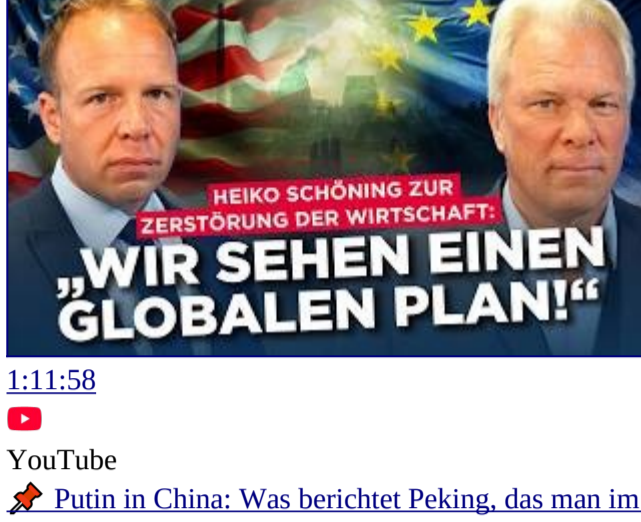 HEIKO SCHÖNING ZUR
ZERSTÖRUNG DER WIRTSCHAFT:
„WIR SEHEN EINEN
GLOBALEN PLAN!“
1:11:58
YouTube
📌 Putin in China: Was berichtet Peking, das man im